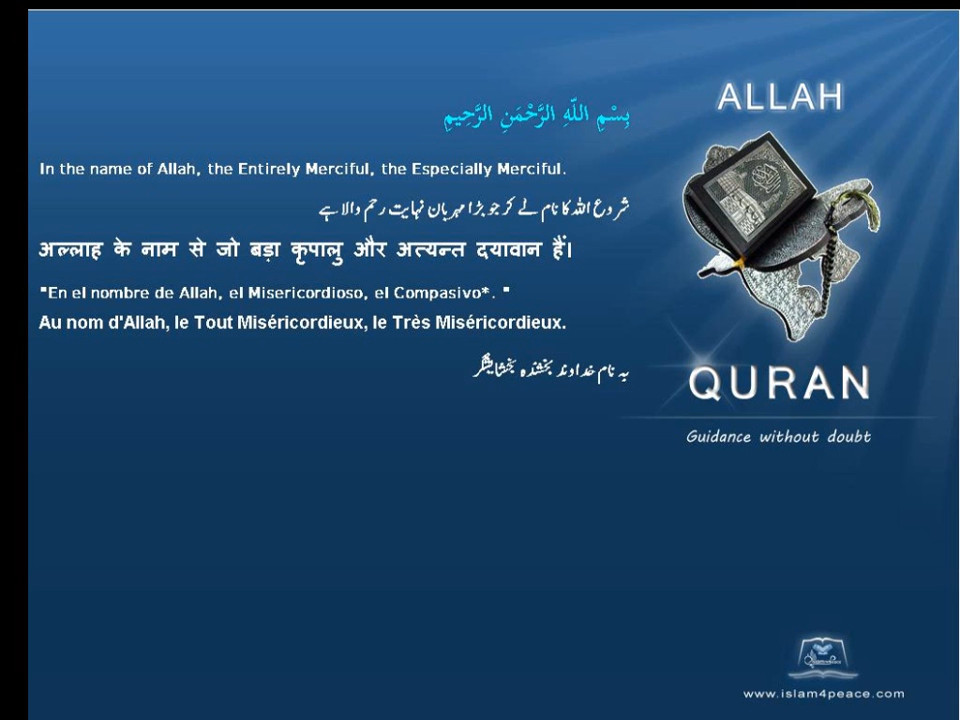 بِسْمِ اللَّهِ الرَّحْمَنِ الرَّحِيمِ
In the name of Allah, the Entirely Merciful, the Especially Merciful.
شروع الله کا نام لے کر جو بڑا مہربان نہایت رحم والا ہے
अल्लाह के नाम से जो बड़ा कृपालु और अत्यन्त दयावान हैं।
"En el nombre de Allah, el Misericordioso, el Compasivo*. "
Au nom d'Allah, le Tout Miséricordieux, le Très Miséricordieux.
به نام خداوند بخشنده بخشایشگر
ALLAH
QURAN
Guidance without doubt
www.islam4peace.com